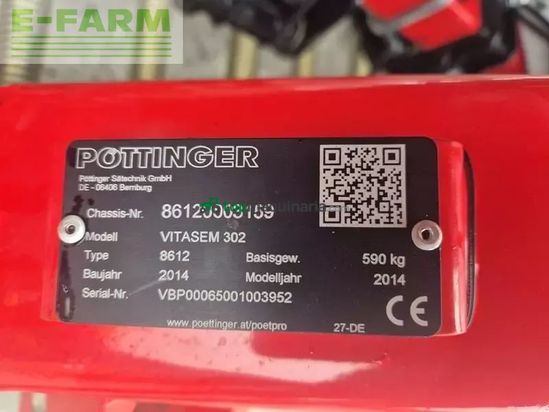 E-FARM
PÖTTINGER
Pöttinger Sätechnik GmbH
DE - 06406 Bernburg
Chassis-Nr. 86120003159
Modell VITASEM 302
Type 8612 Basisgew. 590 kg
Baujahr 2014 Modelljahr 2014
Serial-Nr. VBP00065001003952
www.poettinger.at/poetpro 27-DE CE